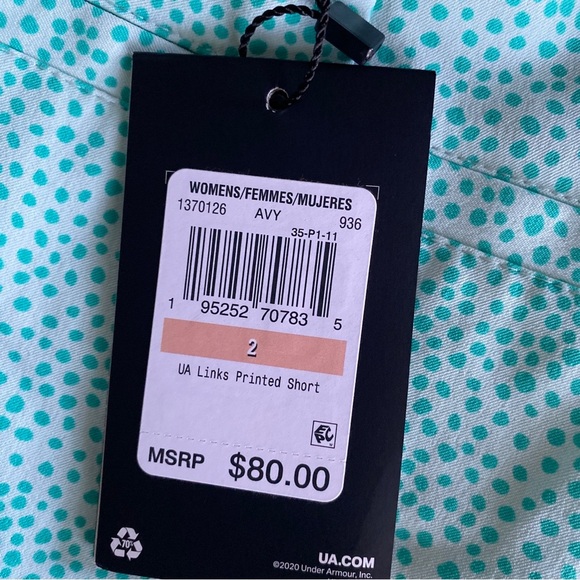 WOMENS/FEMMES/MUJERES
1370126 AVY 936
35-P1-11
1 95252 70783 5
2
UA Links Printed Short
MSRP $80.00
70%
UA.COM
©2020 Under Armour, Inc.